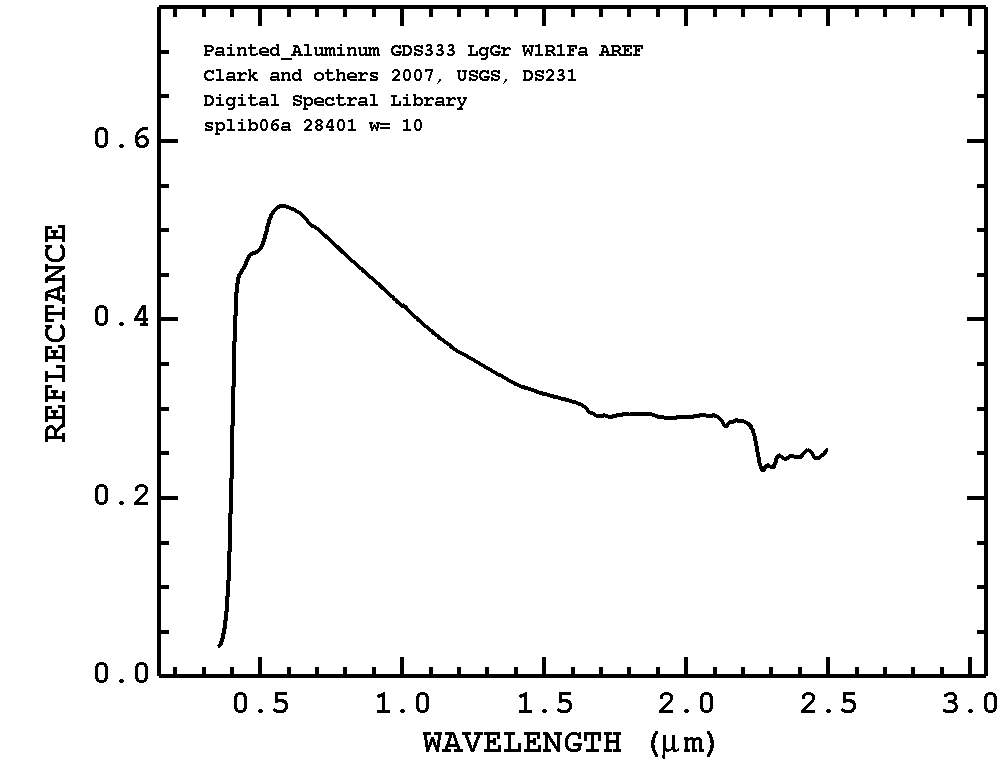 Painted_Aluminum GDS333 LgGr W1R1Fa AREF
Clark and others 2007, USGS, DS231
Digital Spectral Library
splib06a 28401 w= 10
0.6
0.4
0.2
0.0
REFLECTANCE
0.5 1.0 1.5 2.0 2.5 3.0
WAVELENGTH (μm)